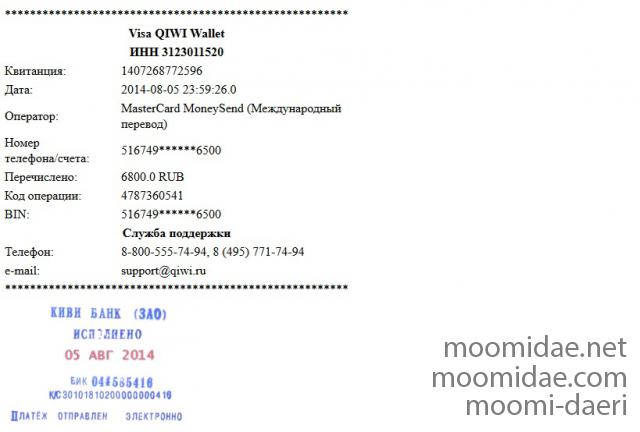 *******************************************************
Visa QIWI Wallet
ИНН 3123011520
Квитанция: 1407268772596
Дата: 2014-08-05 23:59:26.0
Оператор: MasterCard MoneySend (Международный
перевод)
Номер
телефона/счета: 516749******6500
Перечислено: 6800.0 RUB
Код операции: 4787360541
BIN: 516749******6500
Служба поддержки
Телефон: 8-800-555-74-94, 8 (495) 771-74-94
e-mail: support@qiwi.ru
*******************************************************
КИВИ БАНК (ЗАО)
ИСПОЛНЕНО
05 АВГ 2014
БИК 044585416
К/С30101810200000000416
ПЛАТЁЖ ОТПРАВЛЕН ЭЛЕКТРОННО
moomidae.net
moomidae.com
moomi-daeri